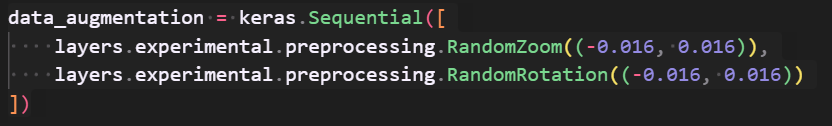 data_augmentation = keras.Sequential([
    layers.experimental.preprocessing.RandomZoom((-0.016, 0.016)),
    layers.experimental.preprocessing.RandomRotation((-0.016, 0.016))
])